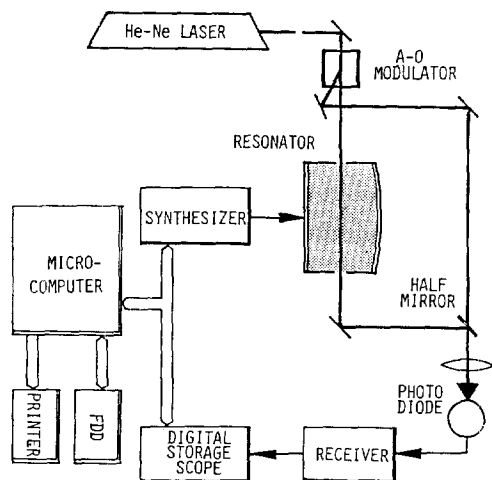 He-Ne LASER
A-O
MODULATOR
RESONATOR
SYNTHESIZER
MICRO-
COMPUTER
HALF
MIRROR
PHOTO
DIODE
PRINTER
FDD
DIGITAL
STORAGE
SCOPE
RECEIVER